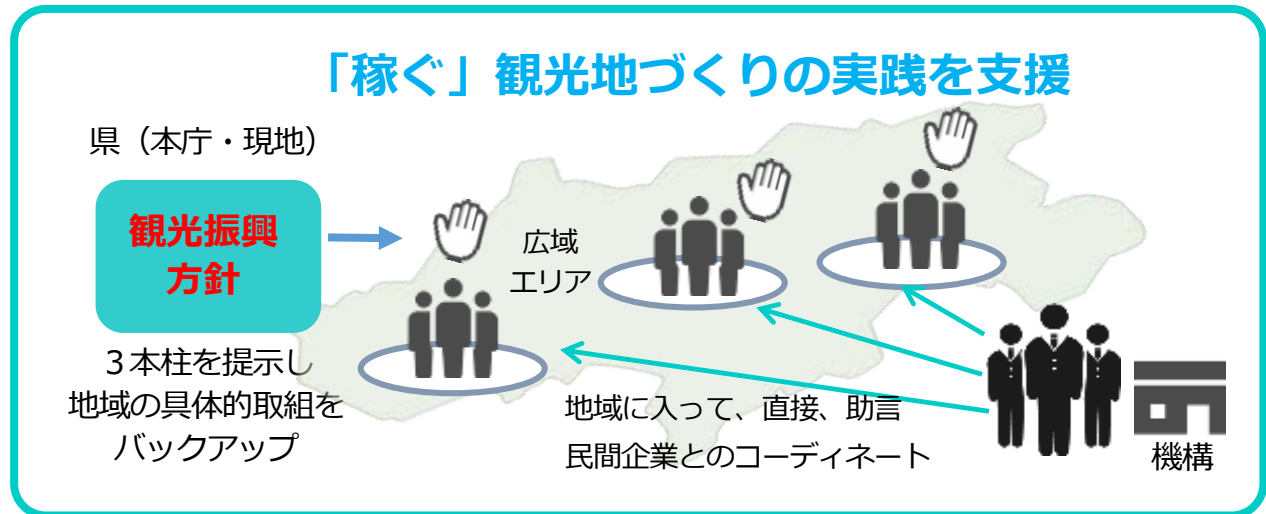 「稼ぐ」観光地づくりの実践を支援
県（本庁・現地）
観光振興
方針
３本柱を提示し
地域の具体的取組を
バックアップ
広域
エリア
地域に入って、直接、助言
民間企業とのコーディネート
機構